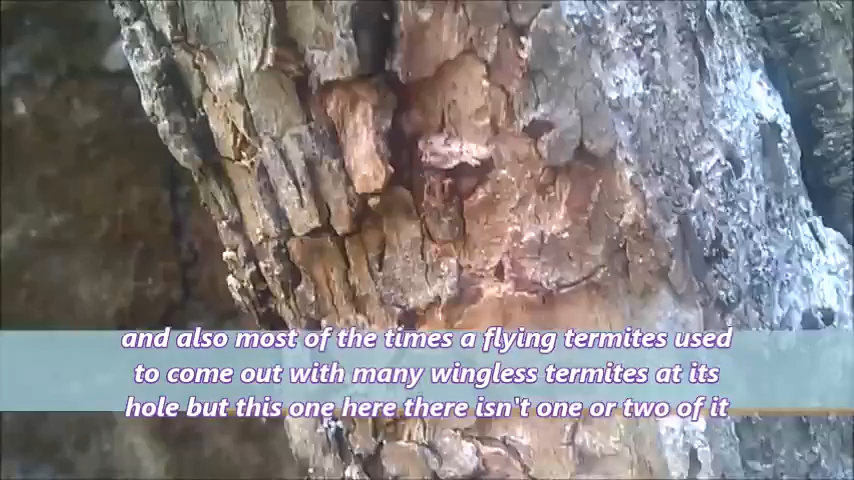 and also most of the times a flying termites used
to come out with many wingless termites at its
hole but this one here there isn't one or two of it